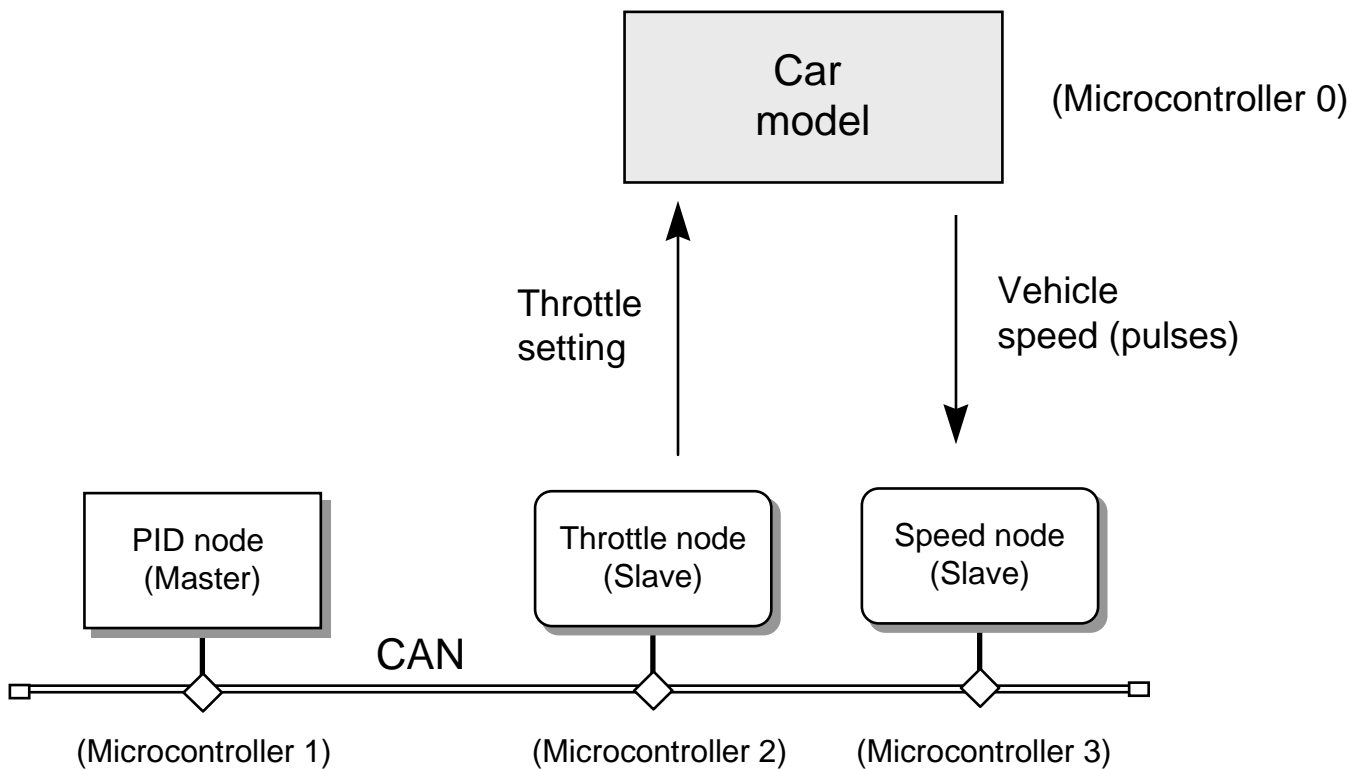 Car
model
(Microcontroller 0)
Throttle
setting
Vehicle
speed (pulses)
PID node
(Master)
Throttle node
(Slave)
Speed node
(Slave)
CAN
(Microcontroller 1)
(Microcontroller 2)
(Microcontroller 3)